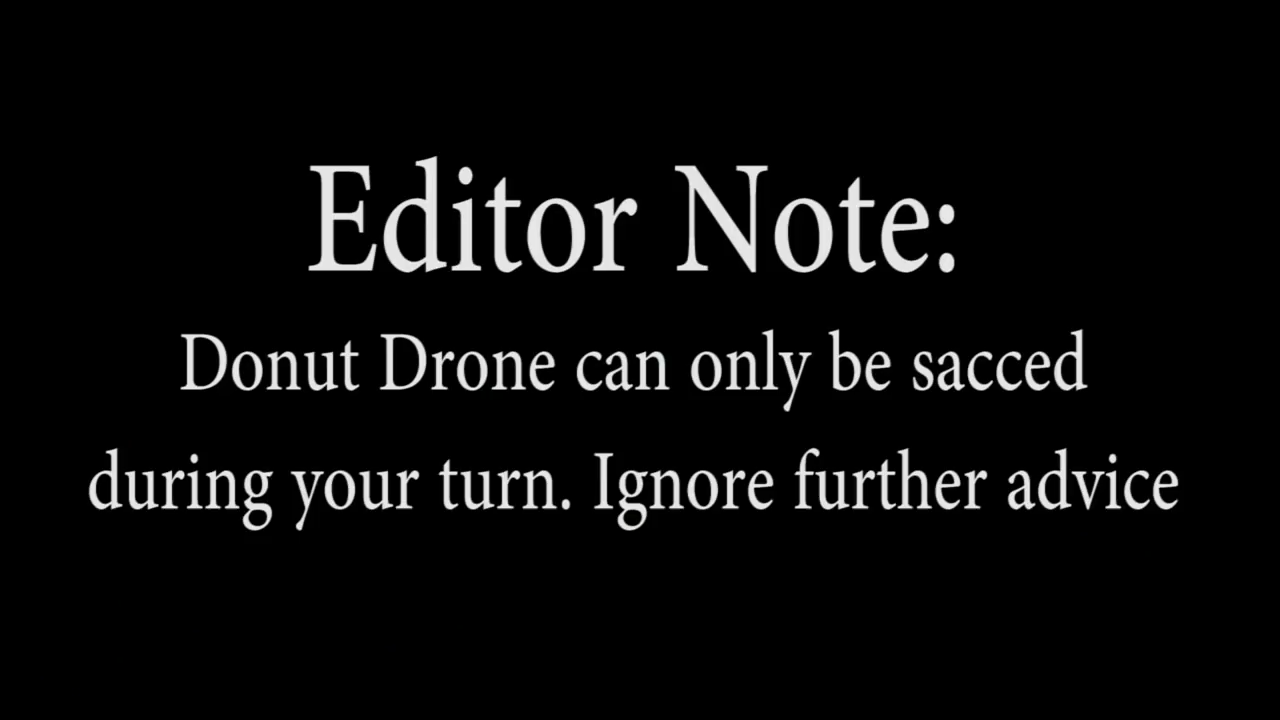 Editor Note:
Donut Drone can only be sacced
during your turn. Ignore further advice